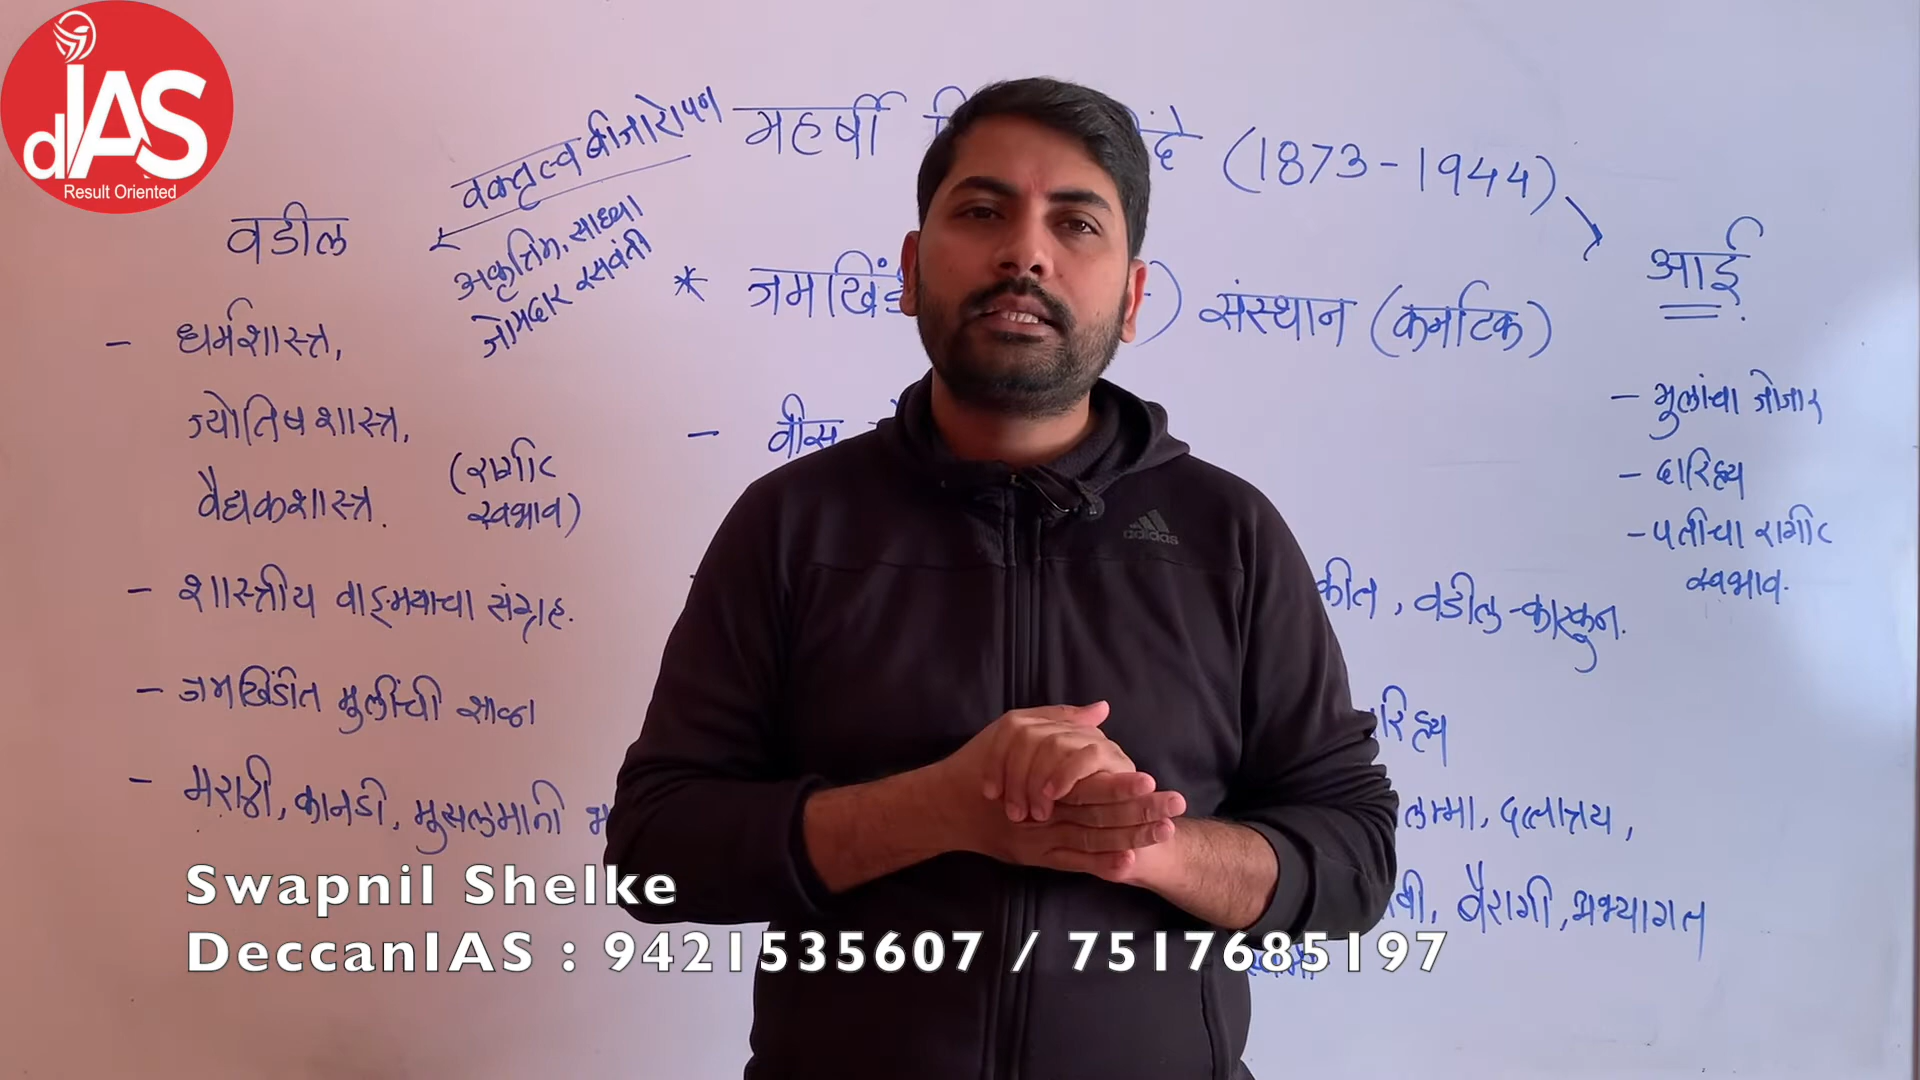 dIAS
Result Oriented
वक्तृत्व बीजारोपण
महर्षी
(1873-1944)
वडील
अकृत्रिम, साध्या
जोमदार रसवंती
आई
* जमखिंडी
संस्थान (कर्नाटक)
- धर्मशास्त्र,
ज्योतिषशास्त्र,
वैद्यकशास्त्र.
(रागीट
स्वभाव)
- वीस
- मुलांचा जोजार
- दारिद्र्य
- पतीचा रागीट
स्वभाव.
- शास्त्रीय वाङ्मयाचा संग्रह.
वडील - कारकुन.
- जमखिंडीत मुलींची शाळा
- मराठी, कानडी, मुसलमानी
दत्तात्रय,
बैरागी, अभ्यागत
adidas
Swapnil Shelke
DeccanIAS : 9421535607 / 7517685197